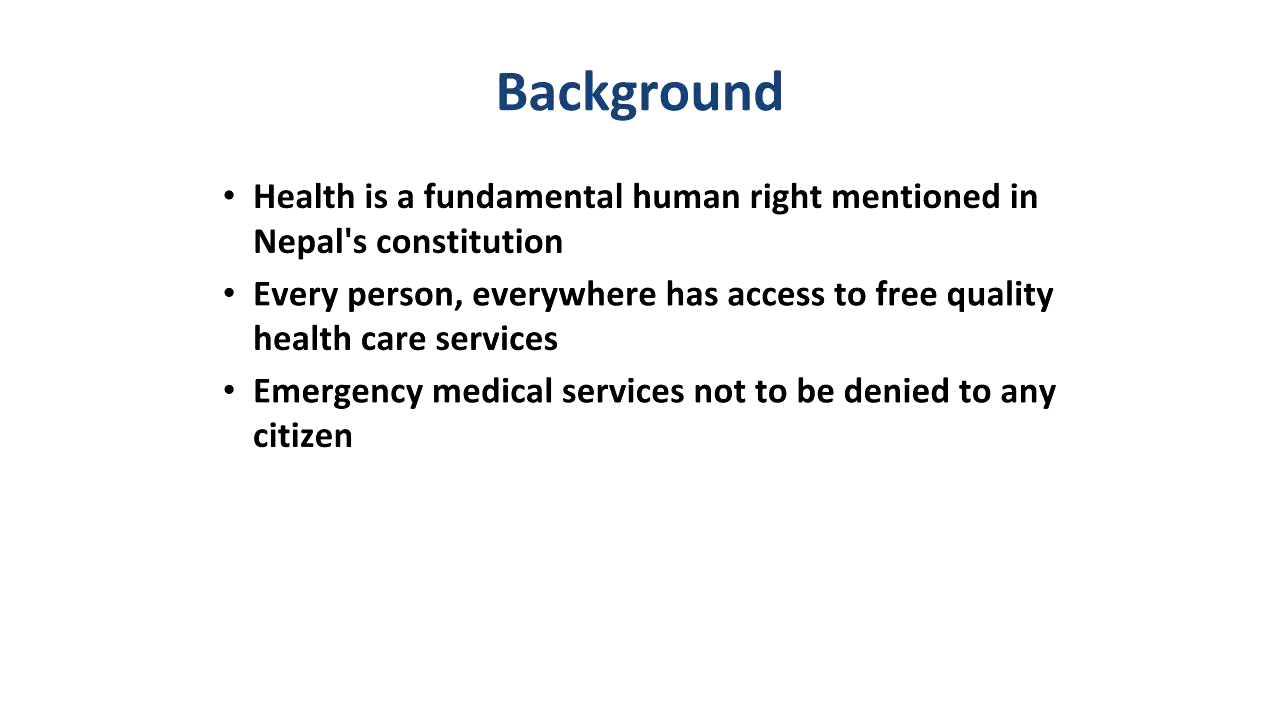 Background
• Health is a fundamental human right mentioned in
Nepal's constitution
• Every person, everywhere has access to free quality
health care services
• Emergency medical services not to be denied to any
citizen